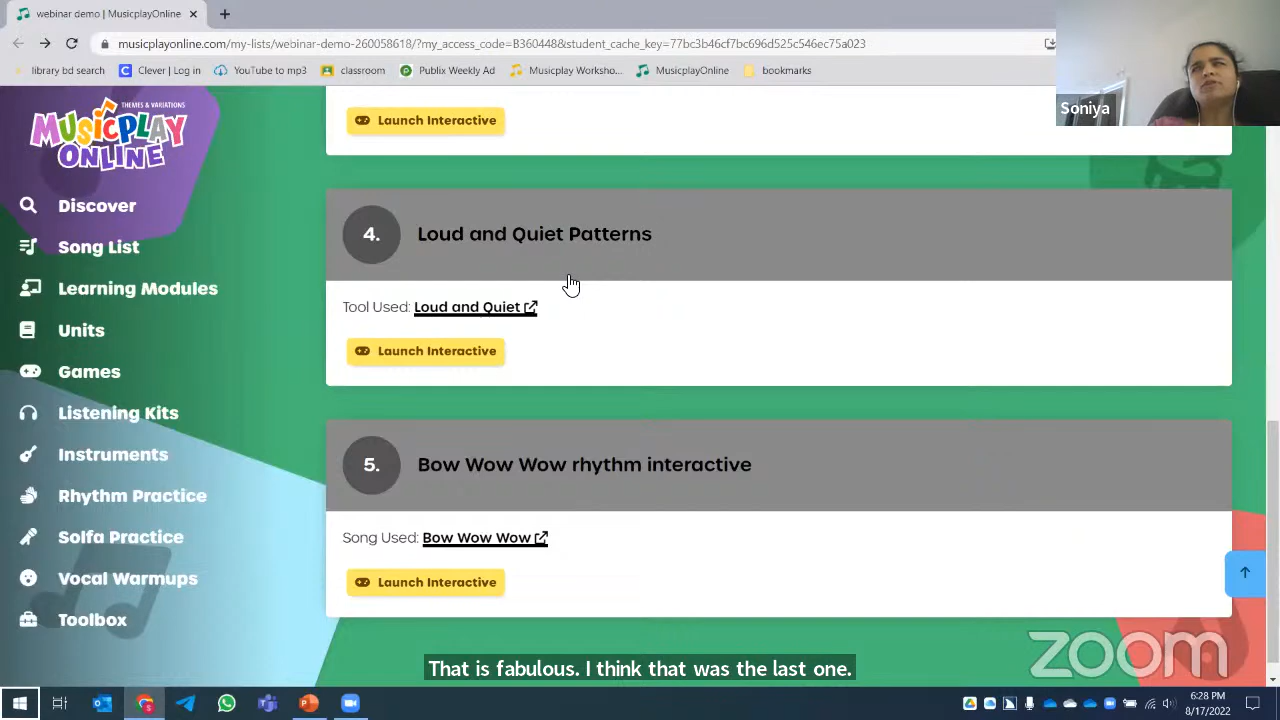 webinar demo | MusicplayOnline
musicplayonline.com/my-lists/webinar-demo-260058618/?my_access_code=B360448&student_cache_key=77bc3b46cf7bc696d525c546ec75a023
library bd search
Clever | Log in
YouTube to mp3
classroom
Publix Weekly Ad
Musicplay Worksho...
MusicplayOnline
bookmarks
Soniya
THEMES & VARIATIONS
MUSICPLAY
ONLINE
Discover
Song List
Learning Modules
Units
Games
Listening Kits
Instruments
Rhythm Practice
Solfa Practice
Vocal Warmups
Toolbox
Launch Interactive
4. Loud and Quiet Patterns
Tool Used: Loud and Quiet
Launch Interactive
5. Bow Wow Wow rhythm interactive
Song Used: Bow Wow Wow
Launch Interactive
zoom
That is fabulous. I think that was the last one.
6:28 PM
8/17/2022